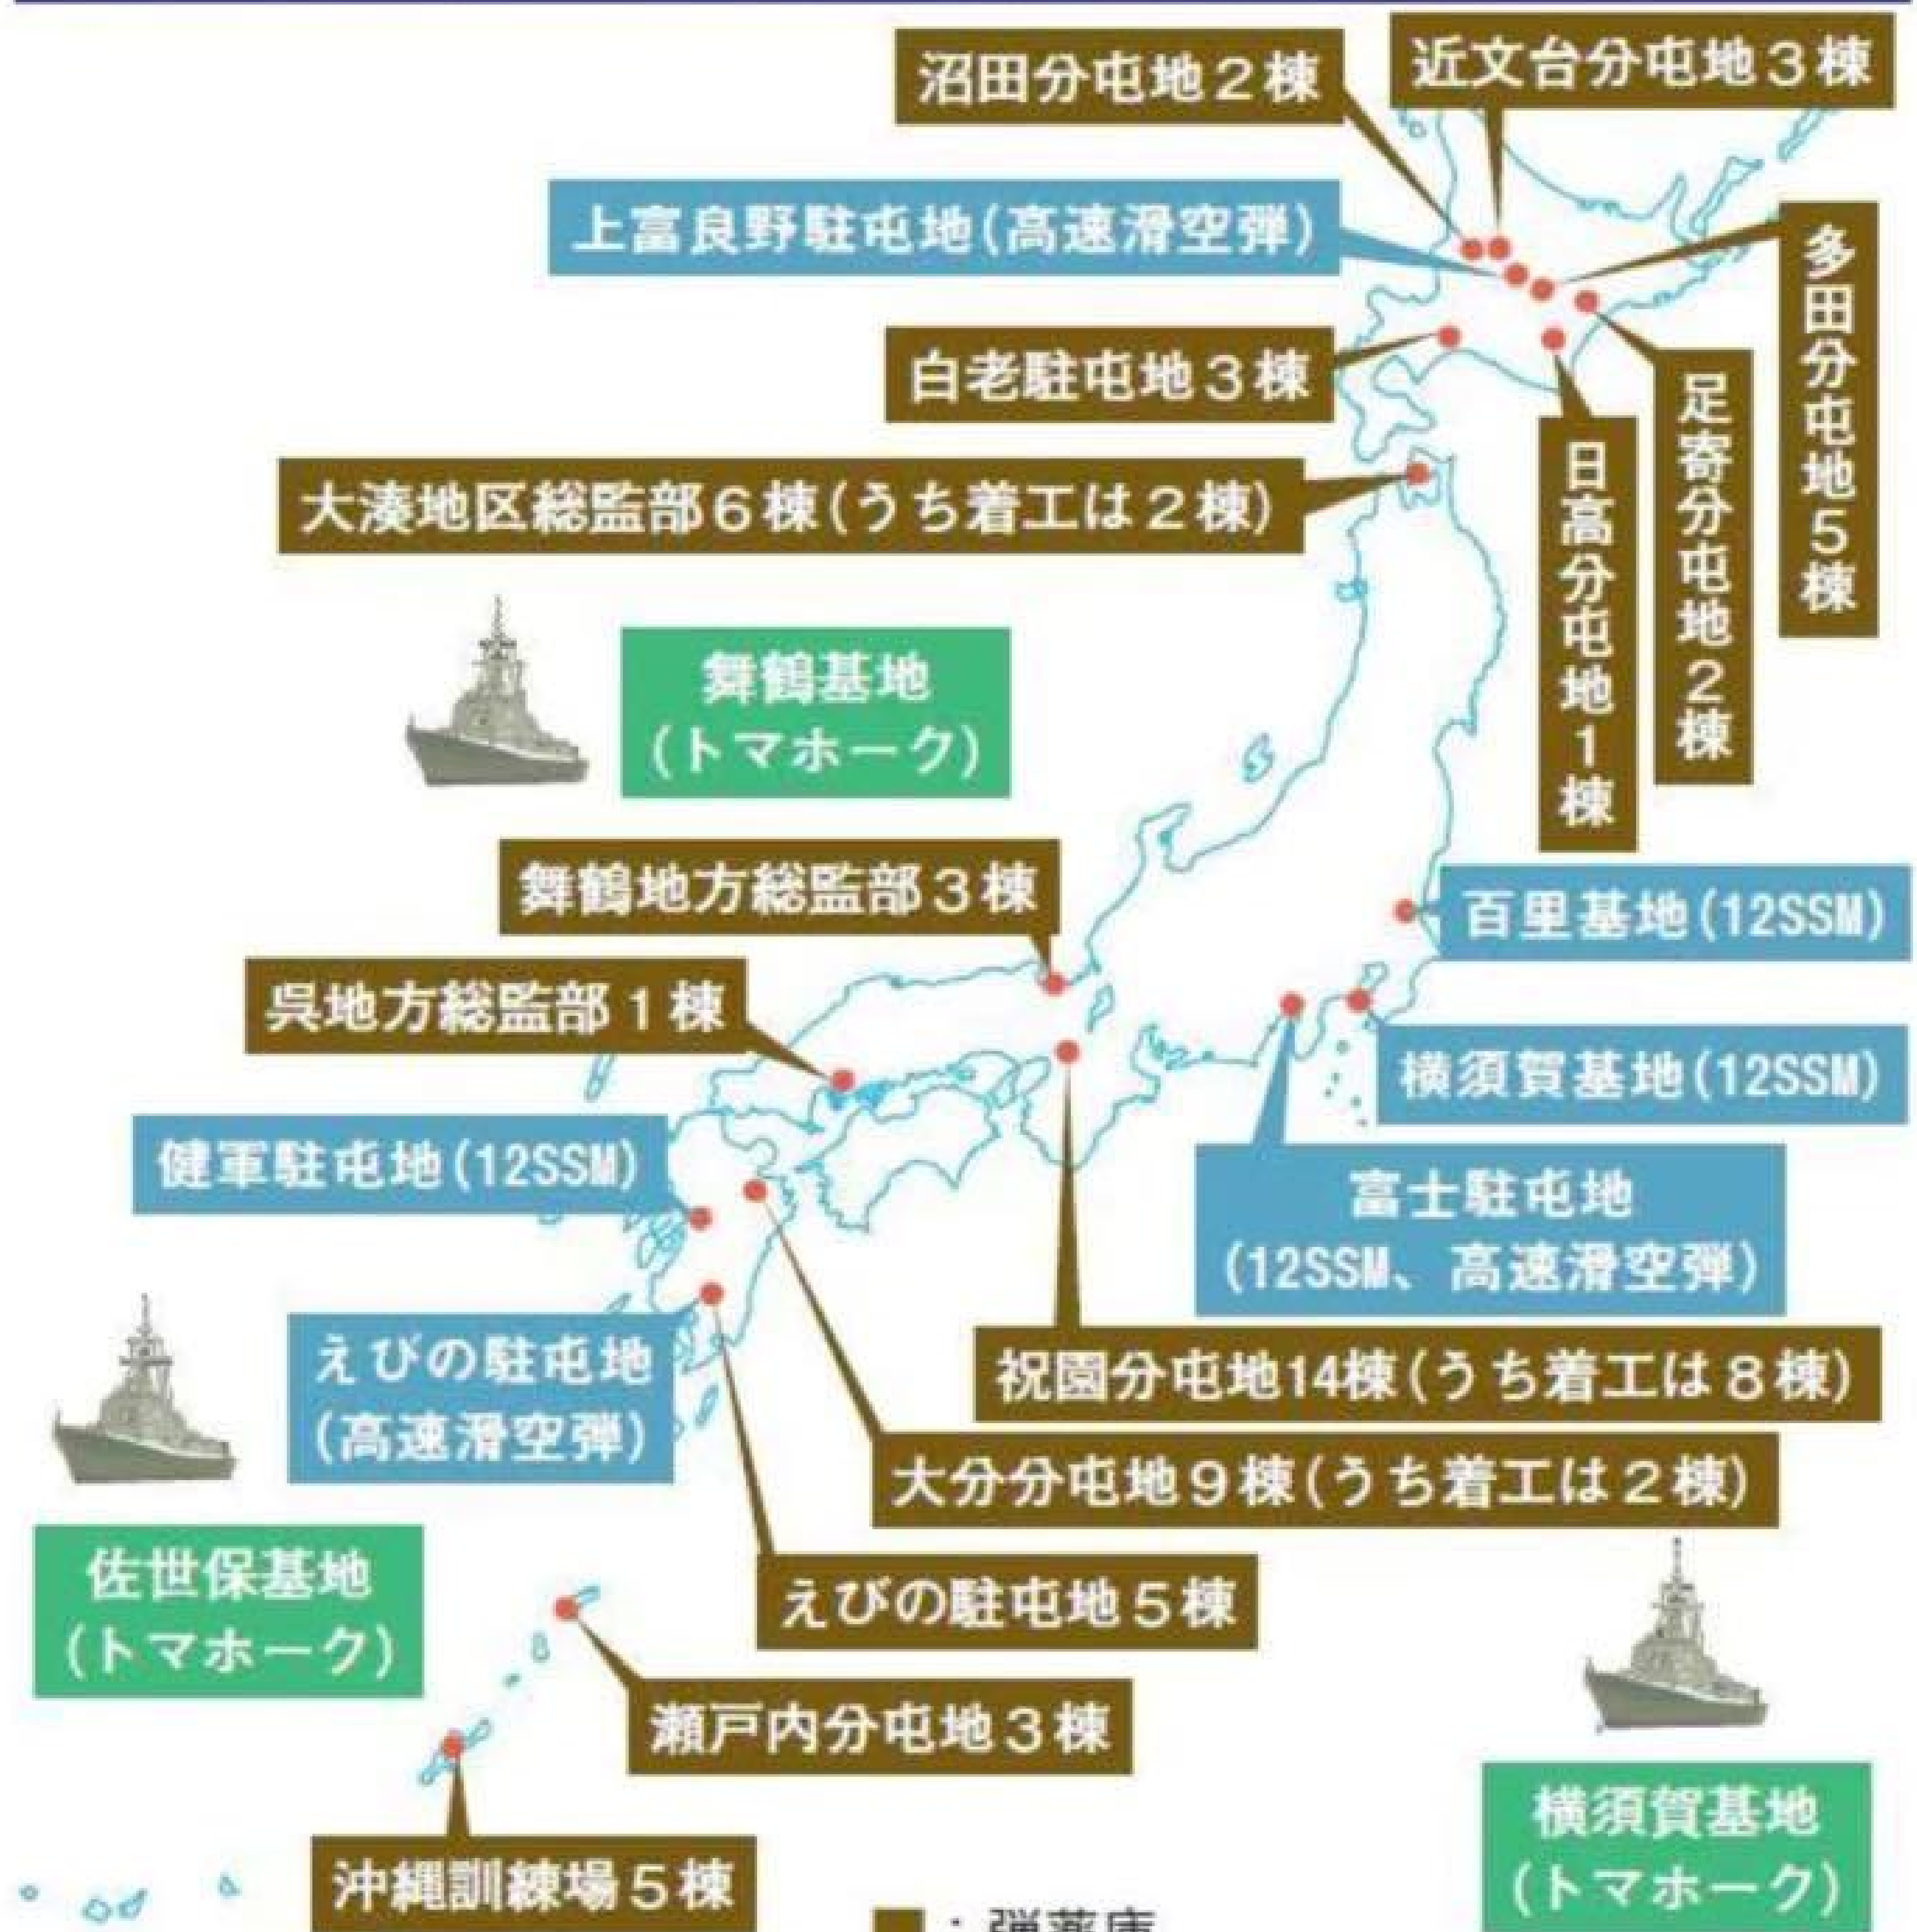 沼田分屯地２棟
近文台分屯地３棟
上富良野駐屯地(高速滑空弾)
多田分屯地５棟
白老駐屯地３棟
足寄分屯地２棟
日高分屯地１棟
大湊地区総監部６棟(うち着工は２棟)
舞鶴基地
(トマホーク)
舞鶴地方総監部３棟
百里基地(12SSM)
呉地方総監部１棟
横須賀基地(12SSM)
健軍駐屯地(12SSM)
富士駐屯地
(12SSM、高速滑空弾)
えびの駐屯地
(高速滑空弾)
祝園分屯地14棟(うち着工は８棟)
大分分屯地９棟(うち着工は２棟)
佐世保基地
(トマホーク)
えびの駐屯地５棟
瀬戸内分屯地３棟
横須賀基地
(トマホーク)
沖縄訓練場５棟
：弾薬庫